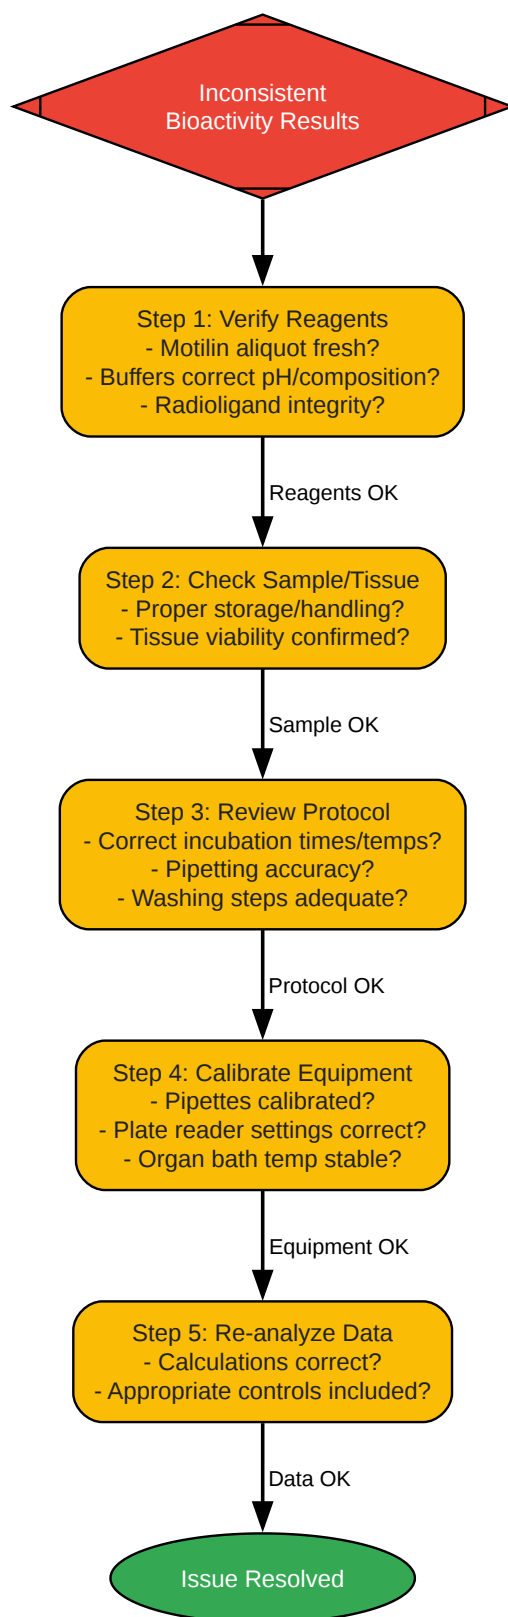 Inconsistent
Bioactivity Results
Step 1: Verify Reagents
- Motilin aliquot fresh?
- Buffers correct pH/composition?
- Radioligand integrity?
Reagents OK
Step 2: Check Sample/Tissue
- Proper storage/handling?
- Tissue viability confirmed?
Sample OK
Step 3: Review Protocol
- Correct incubation times/temps?
- Pipetting accuracy?
- Washing steps adequate?
Protocol OK
Step 4: Calibrate Equipment
- Pipettes calibrated?
- Plate reader settings correct?
- Organ bath temp stable?
Equipment OK
Step 5: Re-analyze Data
- Calculations correct?
- Appropriate controls included?
Data OK
Issue Resolved